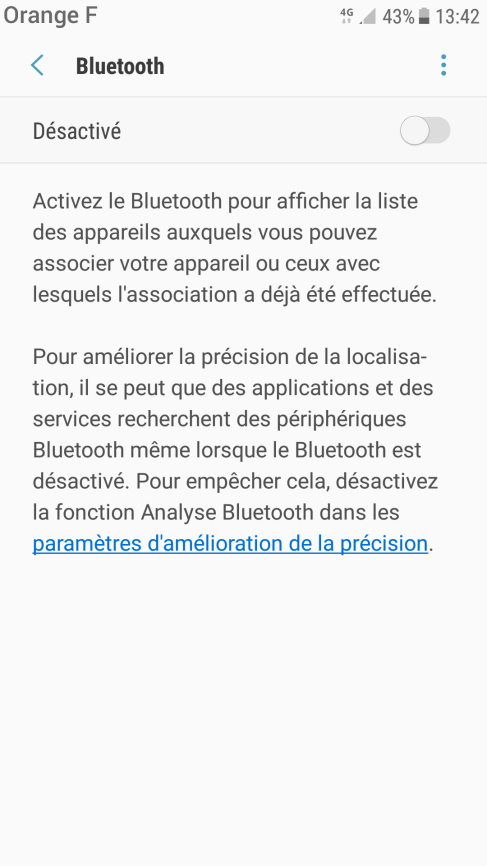 Orange F 4G 43% 13:42
Bluetooth
Désactivé
Activez le Bluetooth pour afficher la liste
des appareils auxquels vous pouvez
associer votre appareil ou ceux avec
lesquels l'association a déjà été effectuée.
Pour améliorer la précision de la localisa-
tion, il se peut que des applications et des
services recherchent des périphériques
Bluetooth même lorsque le Bluetooth est
désactivé. Pour empêcher cela, désactivez
la fonction Analyse Bluetooth dans les
paramètres d'amélioration de la précision.